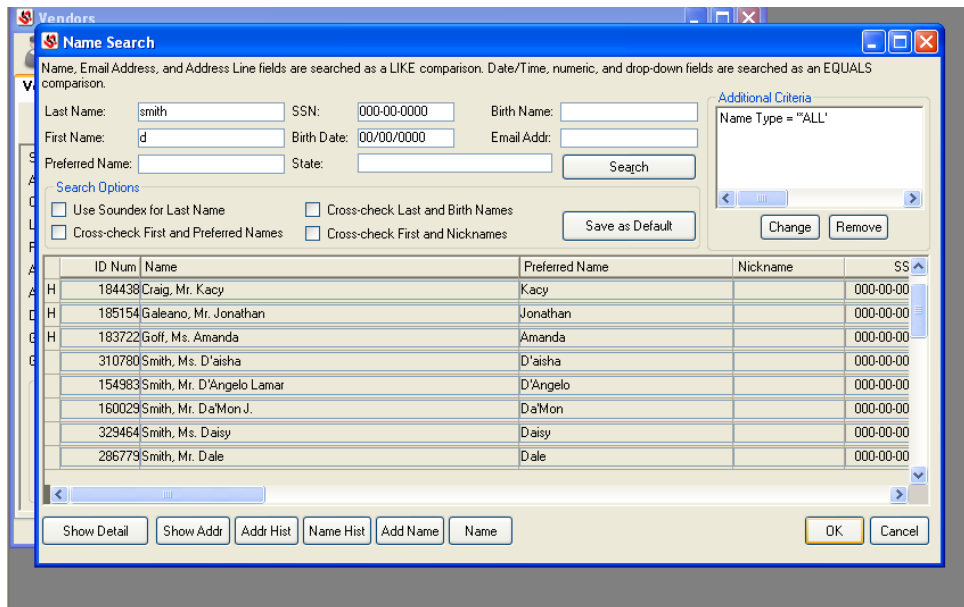 Vendors
Name Search
Name, Email Address, and Address Line fields are searched as a LIKE comparison. Date/Time, numeric, and drop-down fields are searched as an EQUALS
comparison.
Last Name: smith SSN: 000-00-0000 Birth Name:
First Name: d Birth Date: 00/00/0000 Email Addr:
Preferred Name: State: Search
Additional Criteria
Name Type = "'ALL'
Change Remove
Search Options
Use Soundex for Last Name Cross-check Last and Birth Names
Cross-check First and Preferred Names Cross-check First and Nicknames
Save as Default
ID Num Name Preferred Name Nickname SS
H 184438 Craig, Mr. Kacy Kacy 000-00-00
H 185154 Galeano, Mr. Jonathan Jonathan 000-00-00
H 183722 Goff, Ms. Amanda Amanda 000-00-00
310780 Smith, Ms. D'aisha D'aisha 000-00-00
154983 Smith, Mr. D'Angelo Lamar D'Angelo 000-00-00
160029 Smith, Mr. Da'Mon J. Da'Mon 000-00-00
329464 Smith, Ms. Daisy Daisy 000-00-00
286779 Smith, Mr. Dale Dale 000-00-00
Show Detail Show Addr Addr Hist Name Hist Add Name Name OK Cancel